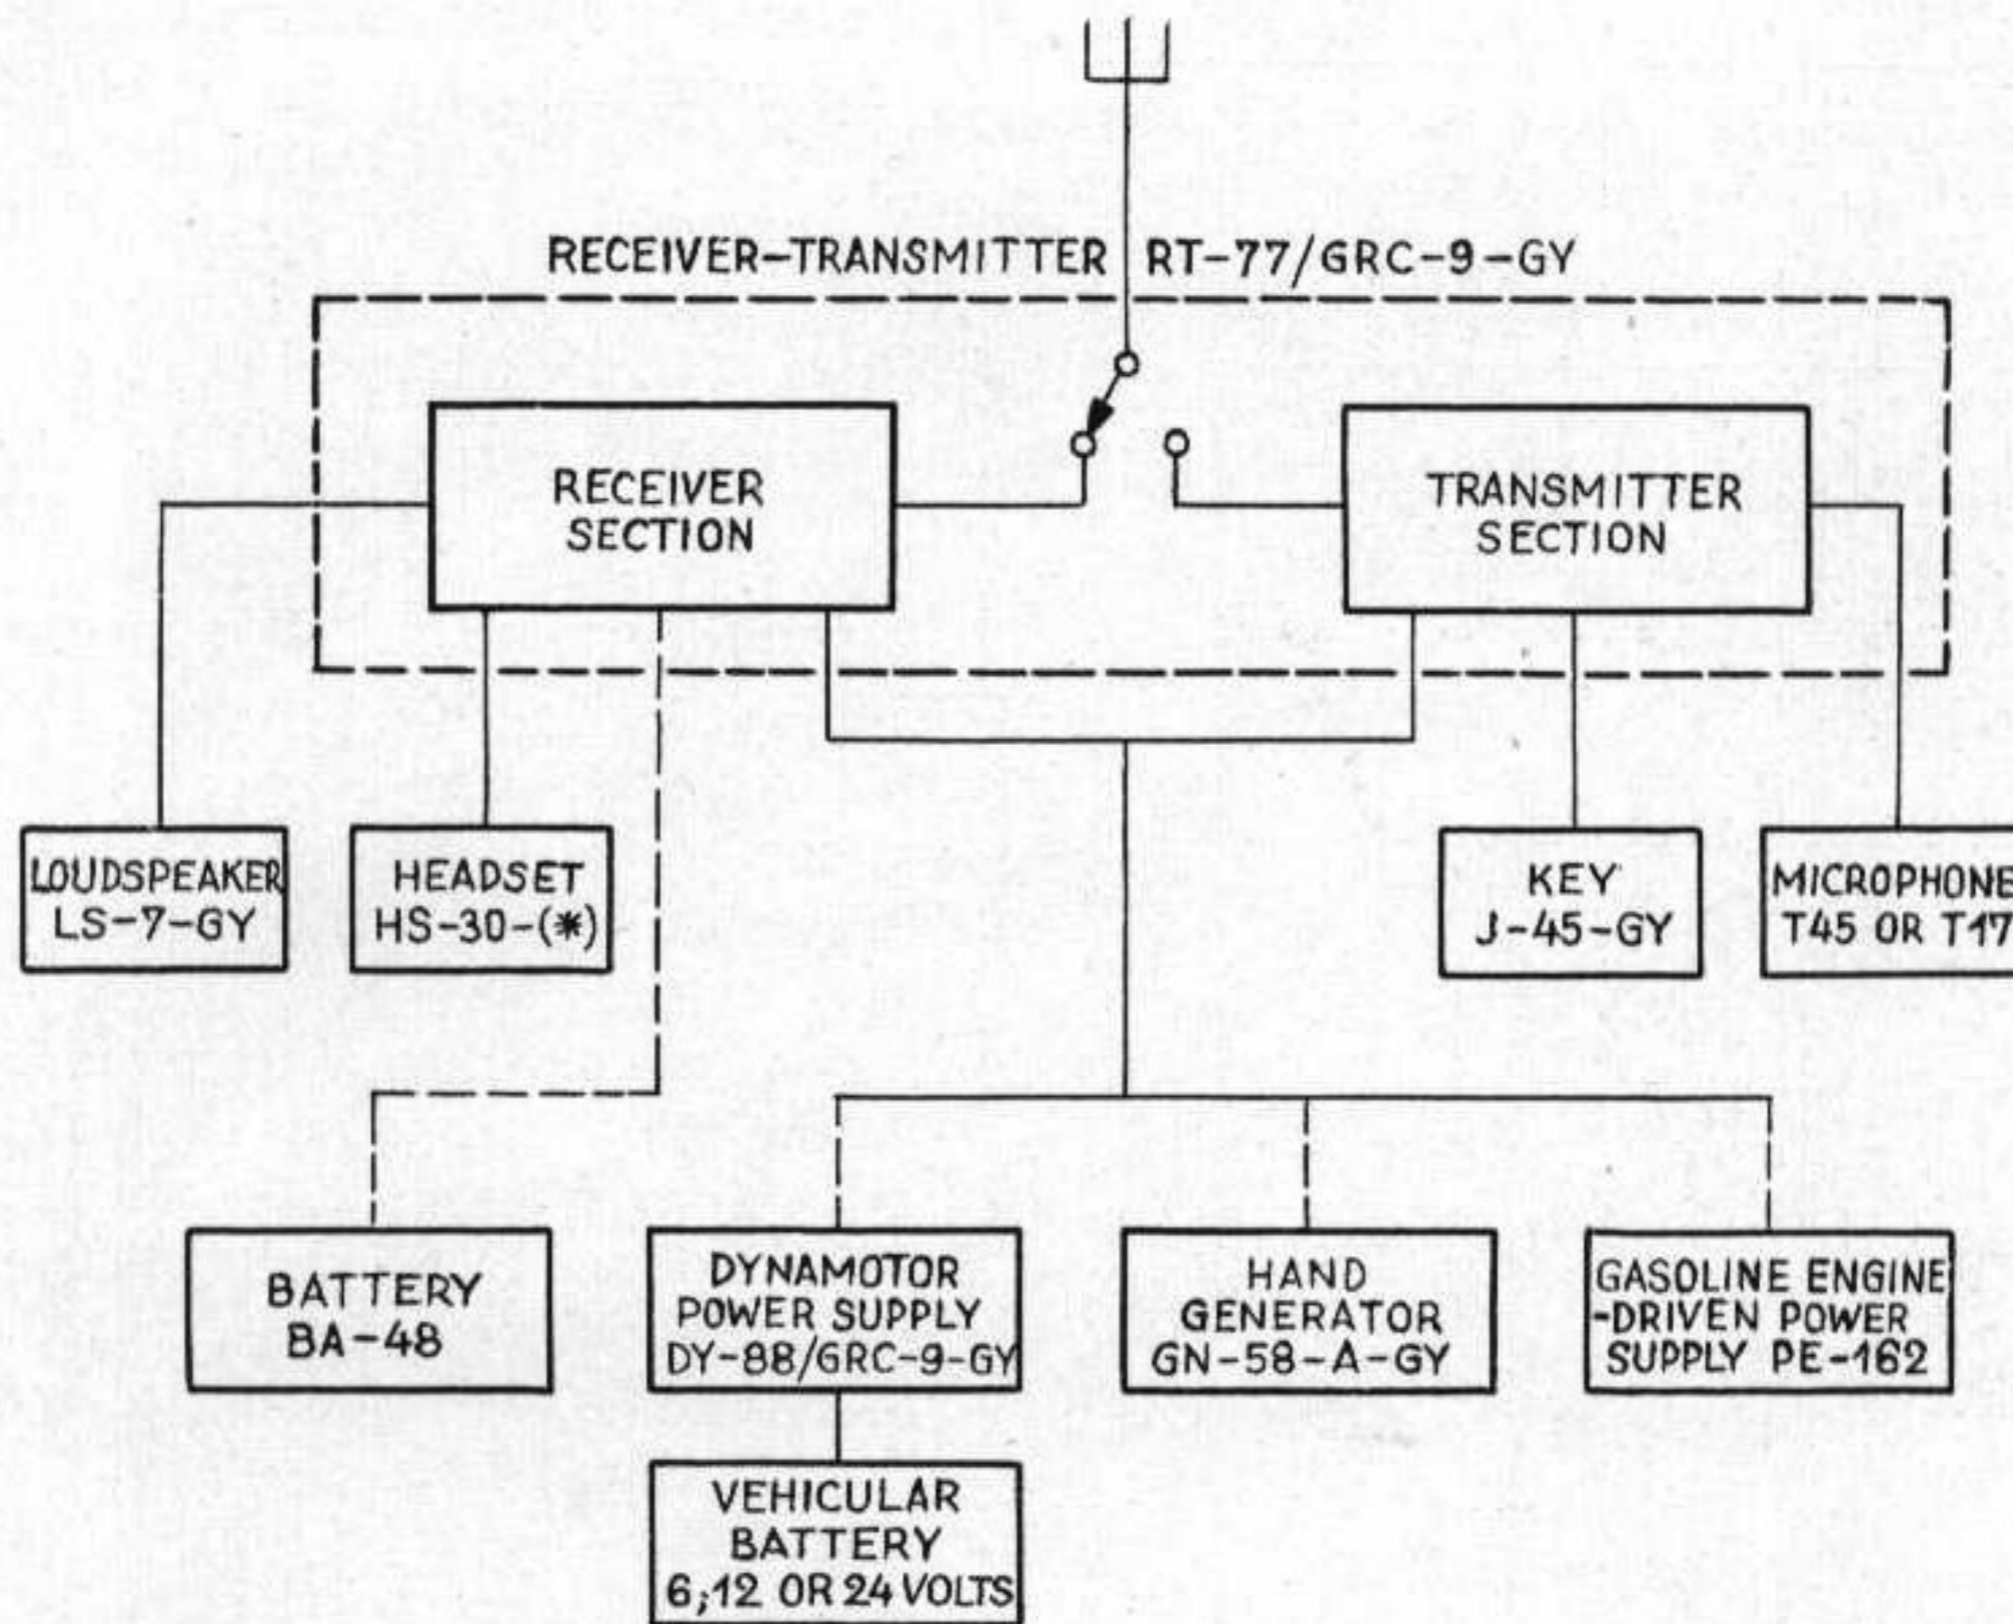 RECEIVER-TRANSMITTER RT-77/GRC-9-GY
RECEIVER
SECTION
TRANSMITTER
SECTION
LOUDSPEAKER
LS-7-GY
HEADSET
HS-30-(*)
KEY
J-45-GY
MICROPHONE
T45 OR T17
BATTERY
BA-48
DYNAMOTOR
POWER SUPPLY
DY-88/GRC-9-GY
HAND
GENERATOR
GN-58-A-GY
GASOLINE ENGINE
-DRIVEN POWER
SUPPLY PE-162
VEHICULAR
BATTERY
6;12 OR 24 VOLTS